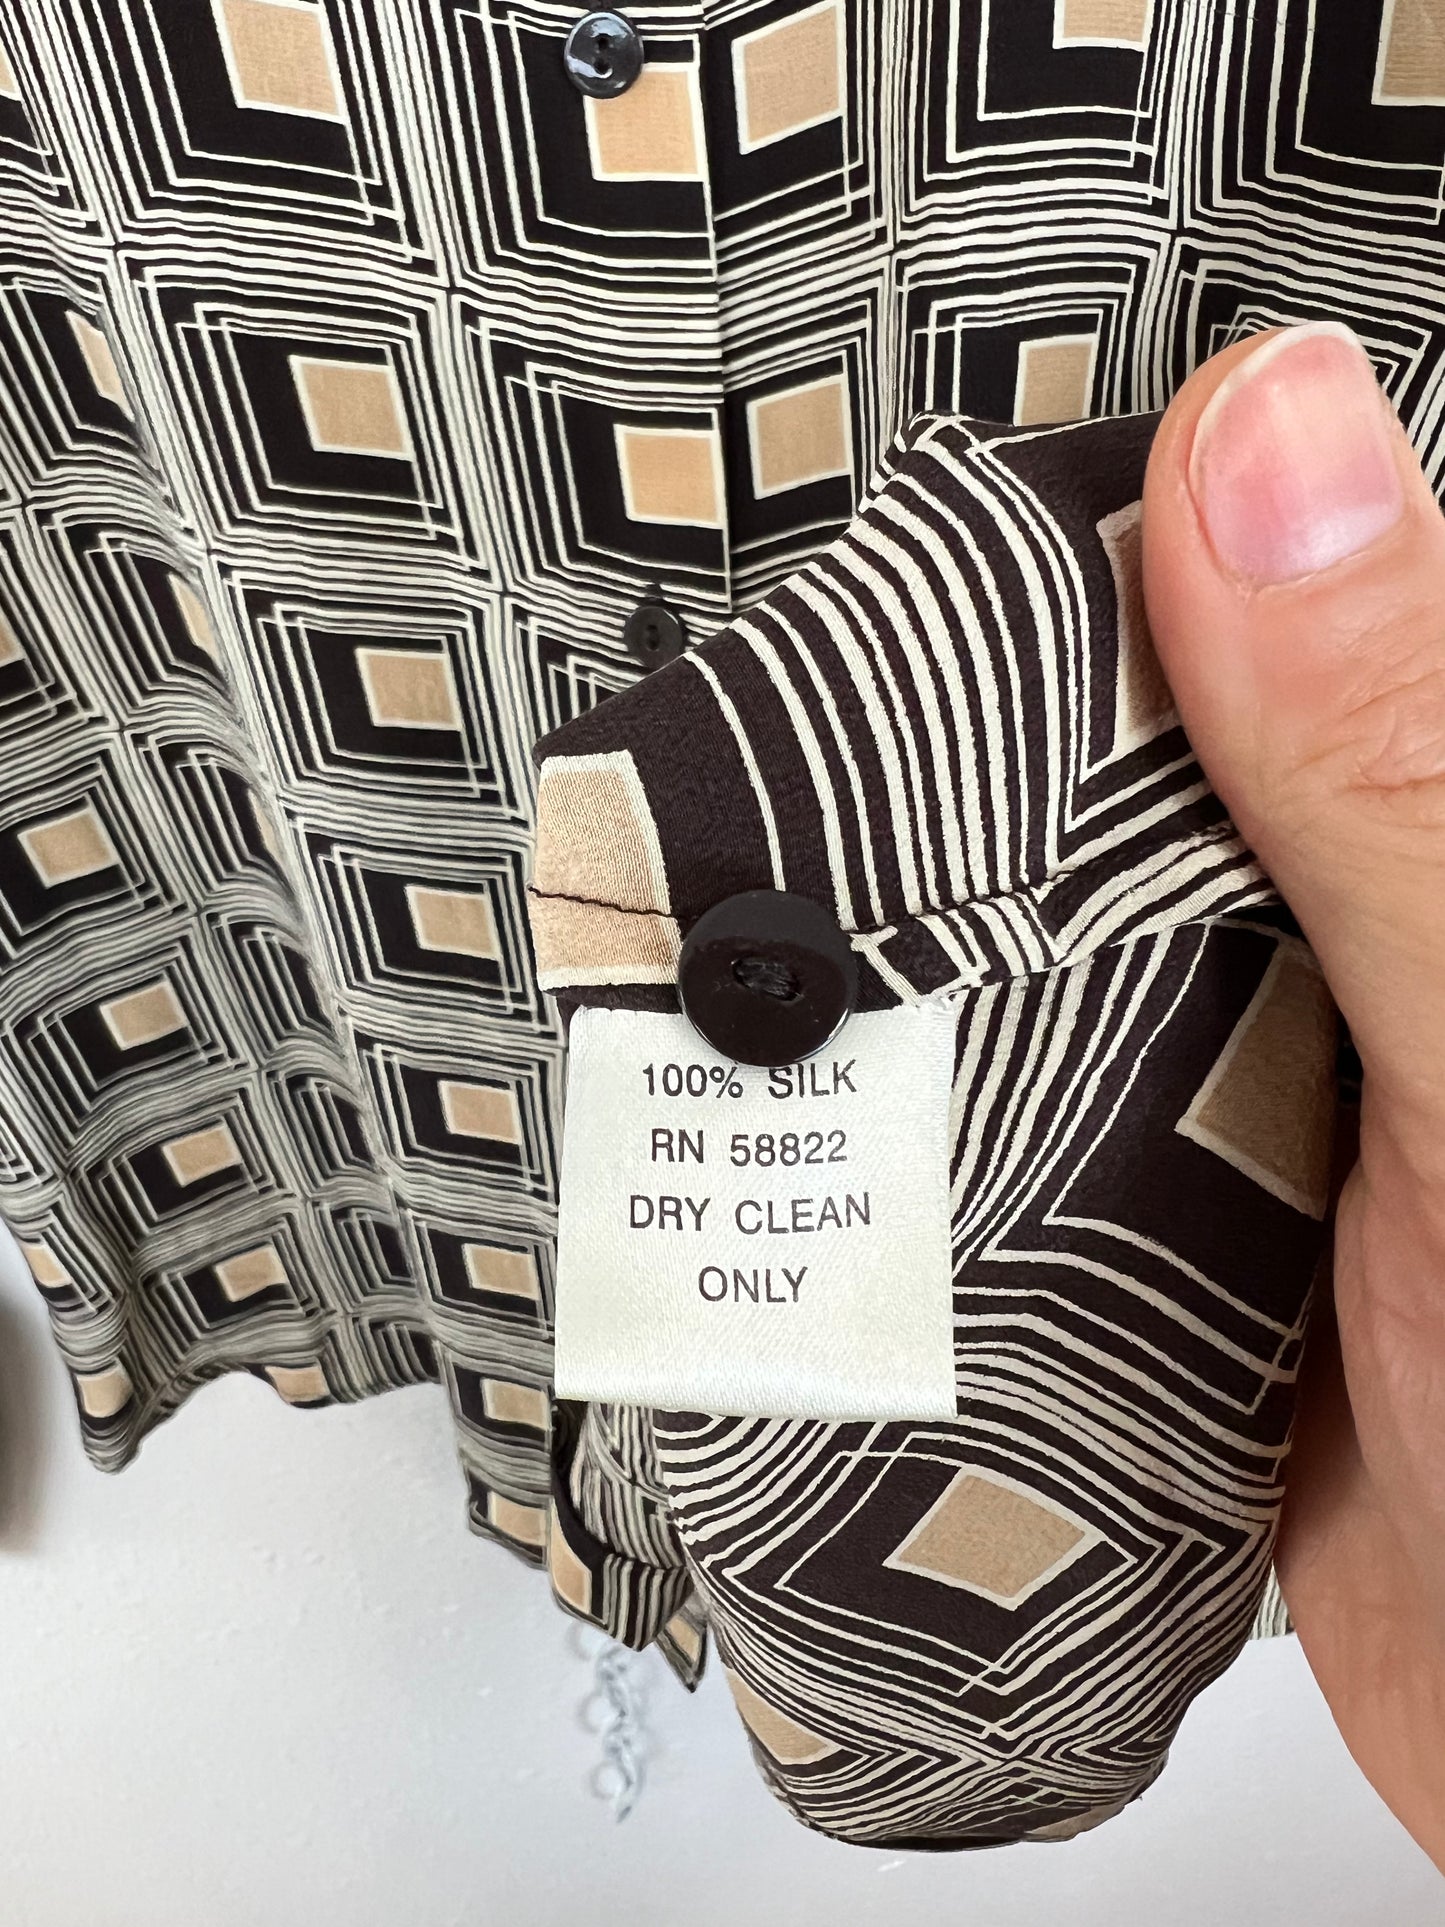 100% SILK
RN 58822
DRY CLEAN
ONLY